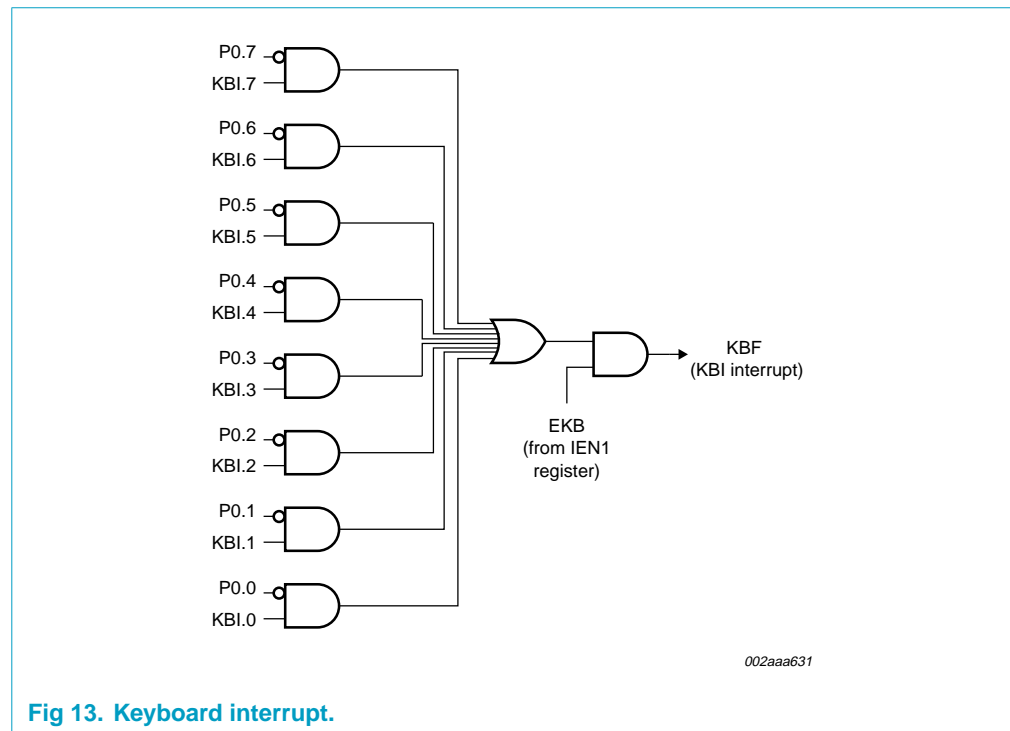 P0.7
KBI.7
P0.6
KBI.6
P0.5
KBI.5
P0.4
KBI.4
P0.3
KBI.3
P0.2
KBI.2
P0.1
KBI.1
P0.0
KBI.0
EKB
(from IEN1
register)
KBF
(KBI interrupt)
002aaa631
Fig 13. Keyboard interrupt.